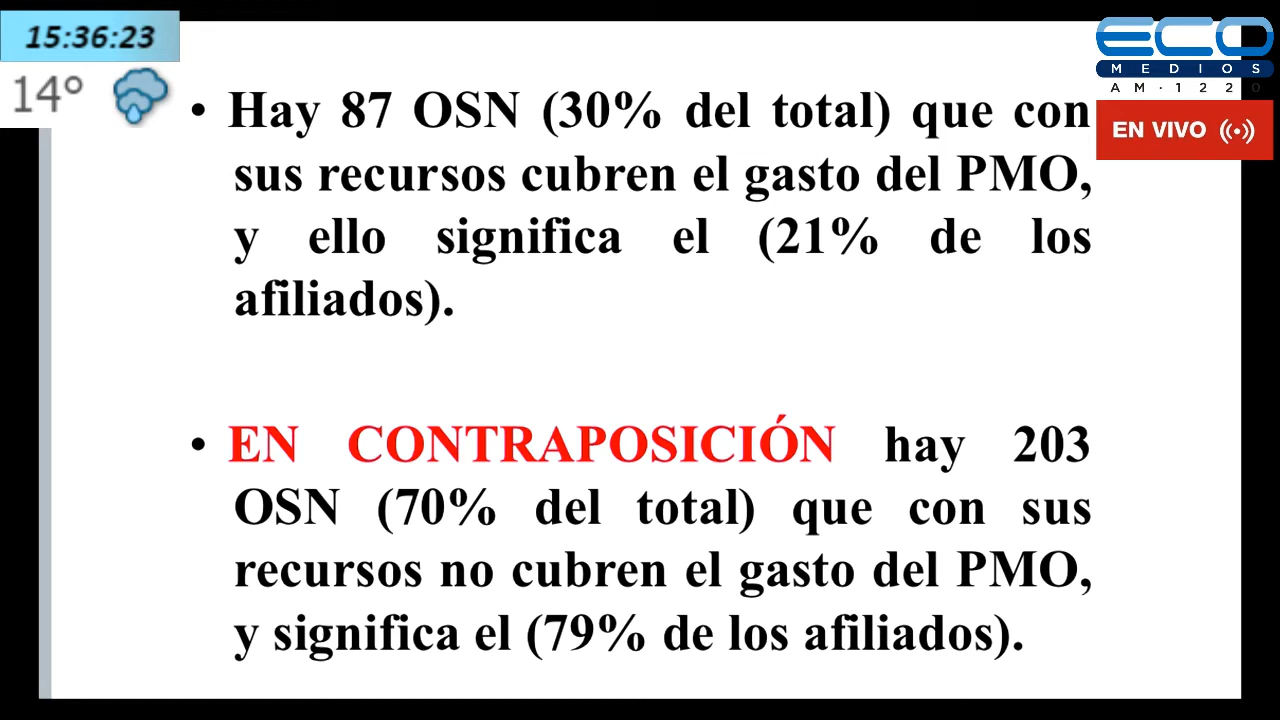 15:36:23
14°
ECO
MEDIOS
AM·1220
EN VIVO
• Hay 87 OSN (30% del total) que con
sus recursos cubren el gasto del PMO,
y ello significa el (21% de los
afiliados).
• EN CONTRAPOSICIÓN hay 203
OSN (70% del total) que con sus
recursos no cubren el gasto del PMO,
y significa el (79% de los afiliados).